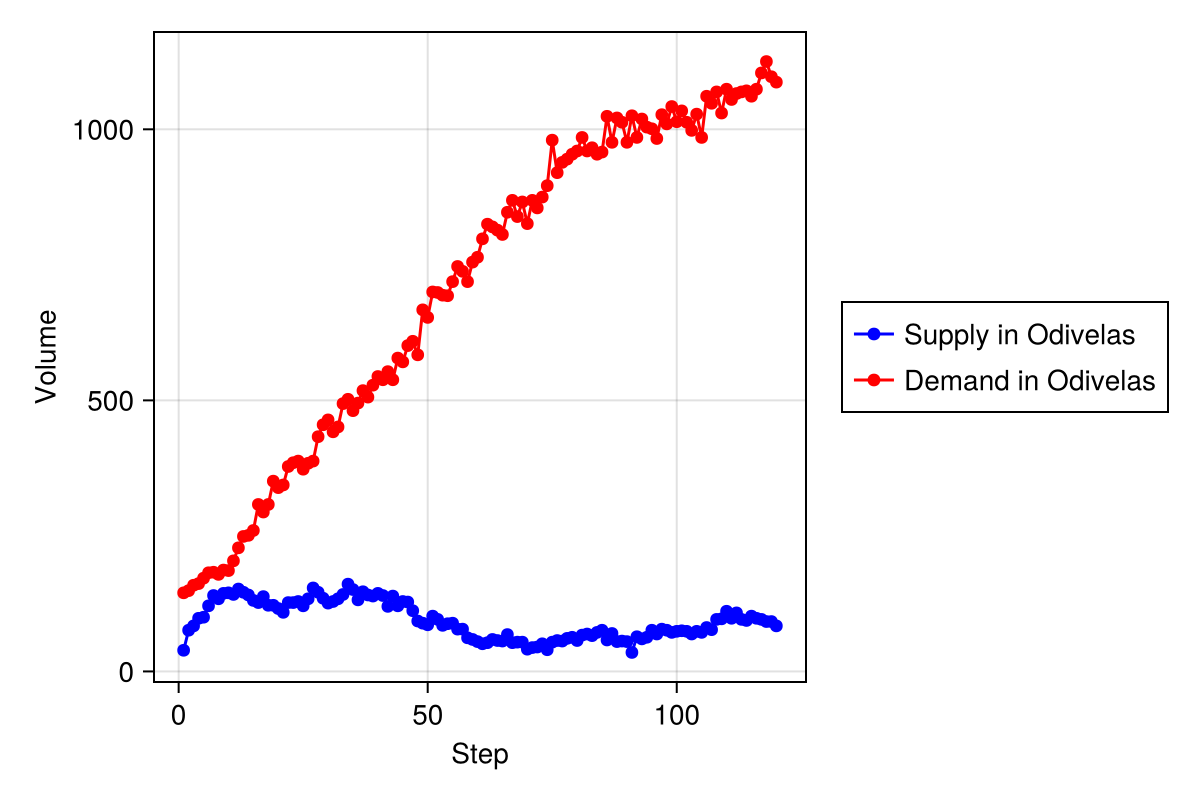 1000
500
0
Volume
0 50 100
Step
Supply in Odivelas
Demand in Odivelas